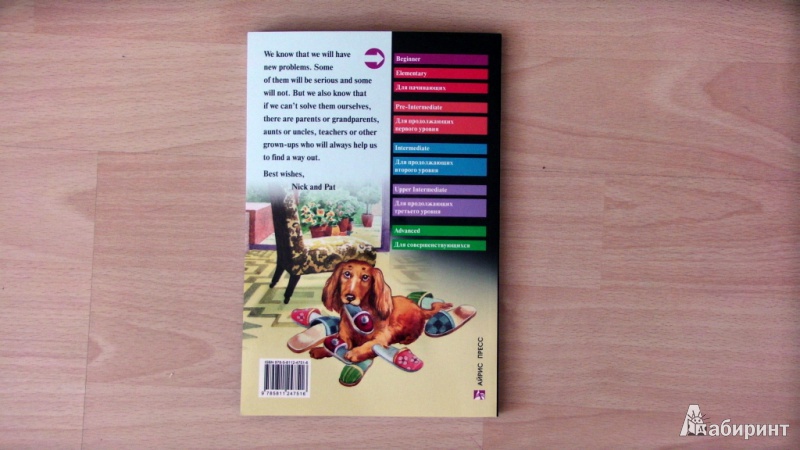 We know that we will have
new problems. Some
of them will be serious and some
will not. But we also know that
if we can't solve them ourselves,
there are parents or grandparents,
aunts or uncles, teachers or other
grown-ups who will always help us
to find a way out.
Best wishes,
Nick and Pat
Beginner
Elementary
Для начинающих
Pre-Intermediate
Для продолжающих
первого уровня
Intermediate
Для продолжающих
второго уровня
Upper Intermediate
Для продолжающих
третьего уровня
Advanced
Для совершенствующихся
9 785811 247516
АЙРИС ПРЕСС
Лабиринт